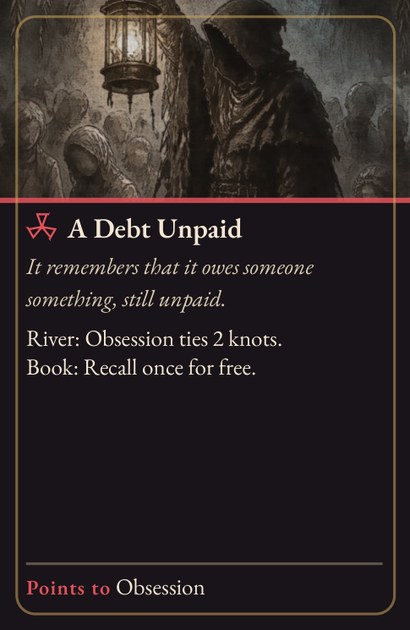 A Debt Unpaid
It remembers that it owes someone
something, still unpaid.
River: Obsession ties 2 knots.
Book: Recall once for free.
Points to Obsession